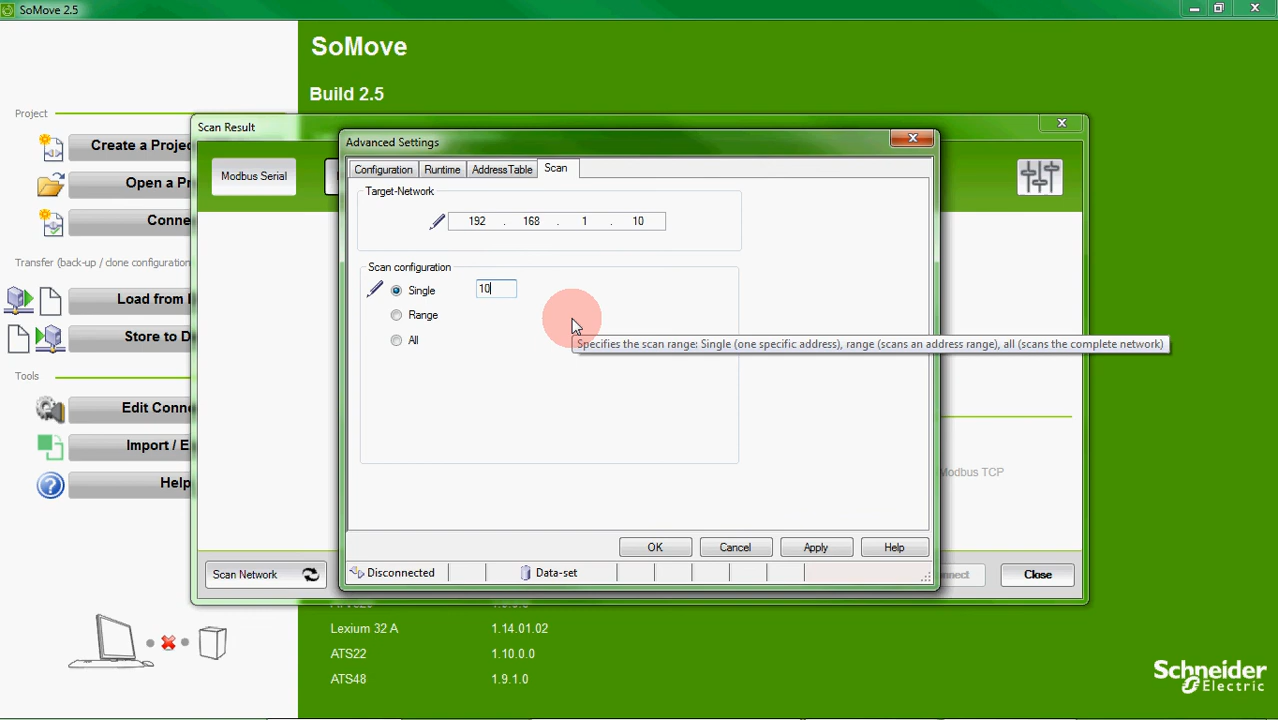 SoMove 2.5
SoMove
Build 2.5
Project
Create a Projec
Open a Pr
Conne
Transfer (back-up / clone configuration
Load from
Store to D
Tools
Edit Conn
Import / E
Help
Scan Result
Modbus Serial
Advanced Settings
Configuration
Runtime
AddressTable
Scan
Target-Network
192 . 168 . 1 . 10
Scan configuration
Single
10
Range
All
Specifies the scan range: Single (one specific address), range (scans an address range), all (scans the complete network)
Modbus TCP
OK
Cancel
Apply
Help
Disconnected
Data-set
Scan Network
nect
Close
Lexium 32 A 1.14.01.02
ATS22 1.10.0.0
ATS48 1.9.1.0
Schneider
Electric